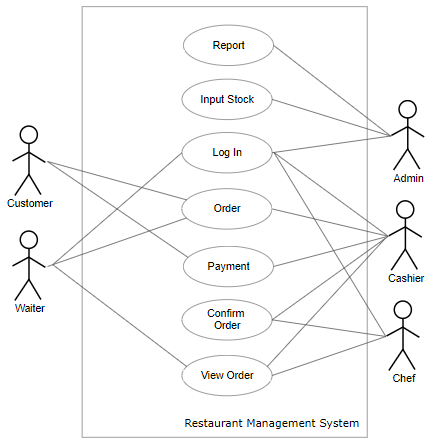 Report
Input Stock
Log In
Order
Payment
Confirm
Order
View Order
Customer
Waiter
Admin
Cashier
Chef
Restaurant Management System